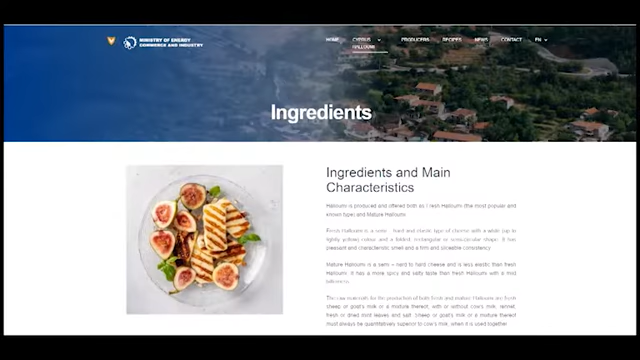 MINISTRY OF ENERGY
COMMERCE AND INDUSTRY
HOME
CYPRUS
HALLOUMI
PRODUCERS
RECIPES
NEWS
CONTACT
EN
Ingredients
Ingredients and Main
Characteristics
Halloumi is produced and offered both as Fresh Halloumi (the most popular and
known type) and Mature Halloumi.
Fresh Halloumi is a semi - hard and elastic type of cheese with a white (up to
lightly yellow) colour and a folded, rectangular or semicircular shape. It has
pleasant and characteristic smell and a firm and sliceable consistency.
Mature Halloumi is a semi – hard to hard cheese and is less elastic than fresh
Halloumi. It has a more spicy and salty taste than fresh Halloumi with a mild
bitterness.
The raw materials for the production of both fresh and mature Halloumi are fresh
sheep or goat's milk or a mixture thereof, with or without cow's milk, rennet,
fresh or dried mint leaves and salt. Sheep or goat's milk or a mixture thereof
must always be quantitatively superior to cow's milk, when it is used together.